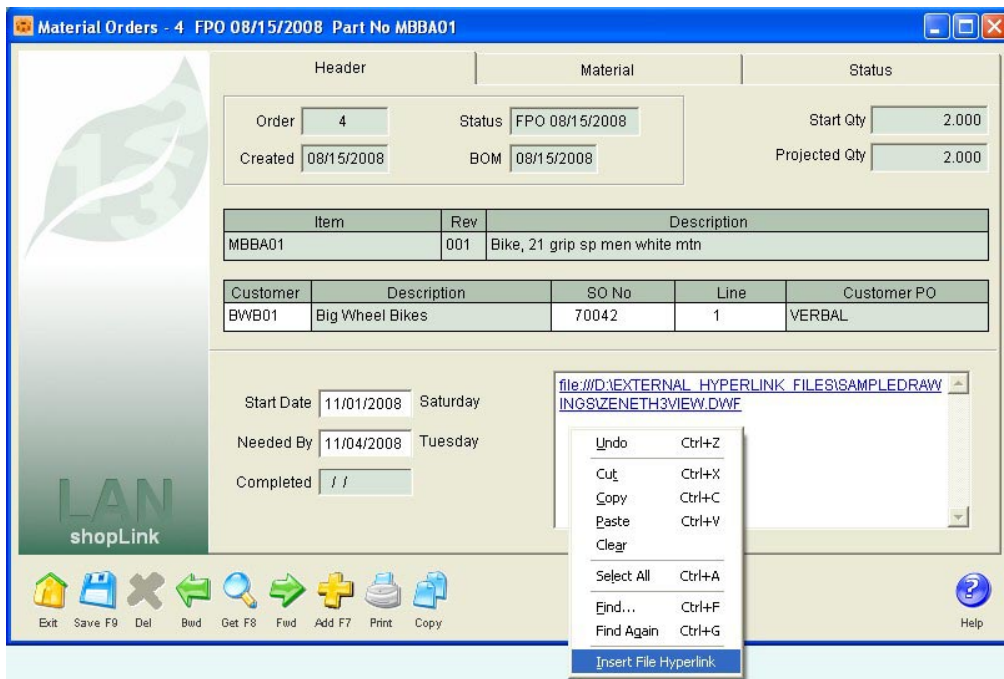 Material Orders - 4 FPO 08/15/2008 Part No MBBA01
Header Material Status
Order 4 Status FPO 08/15/2008 Start Qty 2.000
Created 08/15/2008 BOM 08/15/2008 Projected Qty 2.000
Item Rev Description
MBBA01 001 Bike, 21 grip sp men white mtn
Customer Description SO No Line Customer PO
BWB01 Big Wheel Bikes 70042 1 VERBAL
file:///D:\EXTERNAL_HYPERLINK_FILES\SAMPLEDRAW
INGS\ZENETH3VIEW.DWF
Start Date 11/01/2008 Saturday
Needed By 11/04/2008 Tuesday
Completed / /
Undo Ctrl+Z
Cut Ctrl+X
Copy Ctrl+C
Paste Ctrl+V
Clear
Select All Ctrl+A
Find... Ctrl+F
Find Again Ctrl+G
Insert File Hyperlink
13
LAN
shopLink
Exit Save F9 Del Bwd Get F8 Fwd Add F7 Print Copy Help